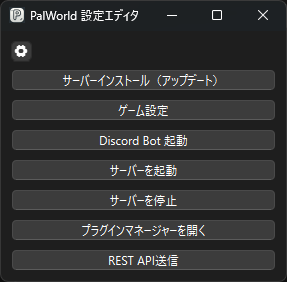 PalWorld 設定エディタ
サーバーインストール（アップデート）
ゲーム設定
Discord Bot 起動
サーバーを起動
サーバーを停止
プラグインマネージャーを開く
REST API送信